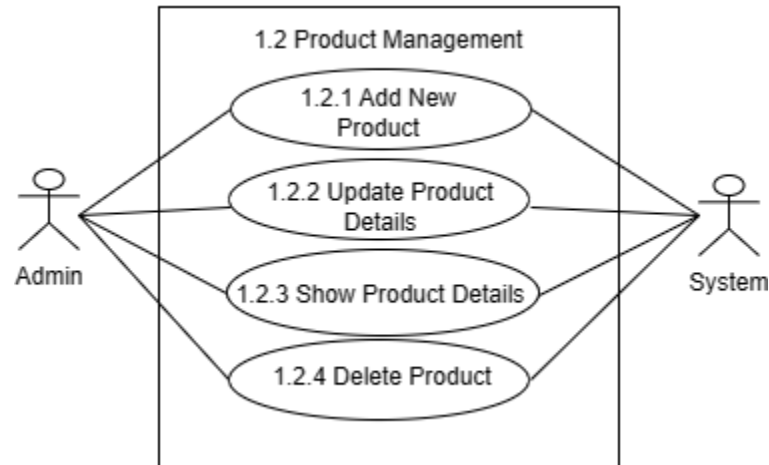 1.2 Product Management
1.2.1 Add New
Product
1.2.2 Update Product
Details
1.2.3 Show Product Details
1.2.4 Delete Product
Admin
System